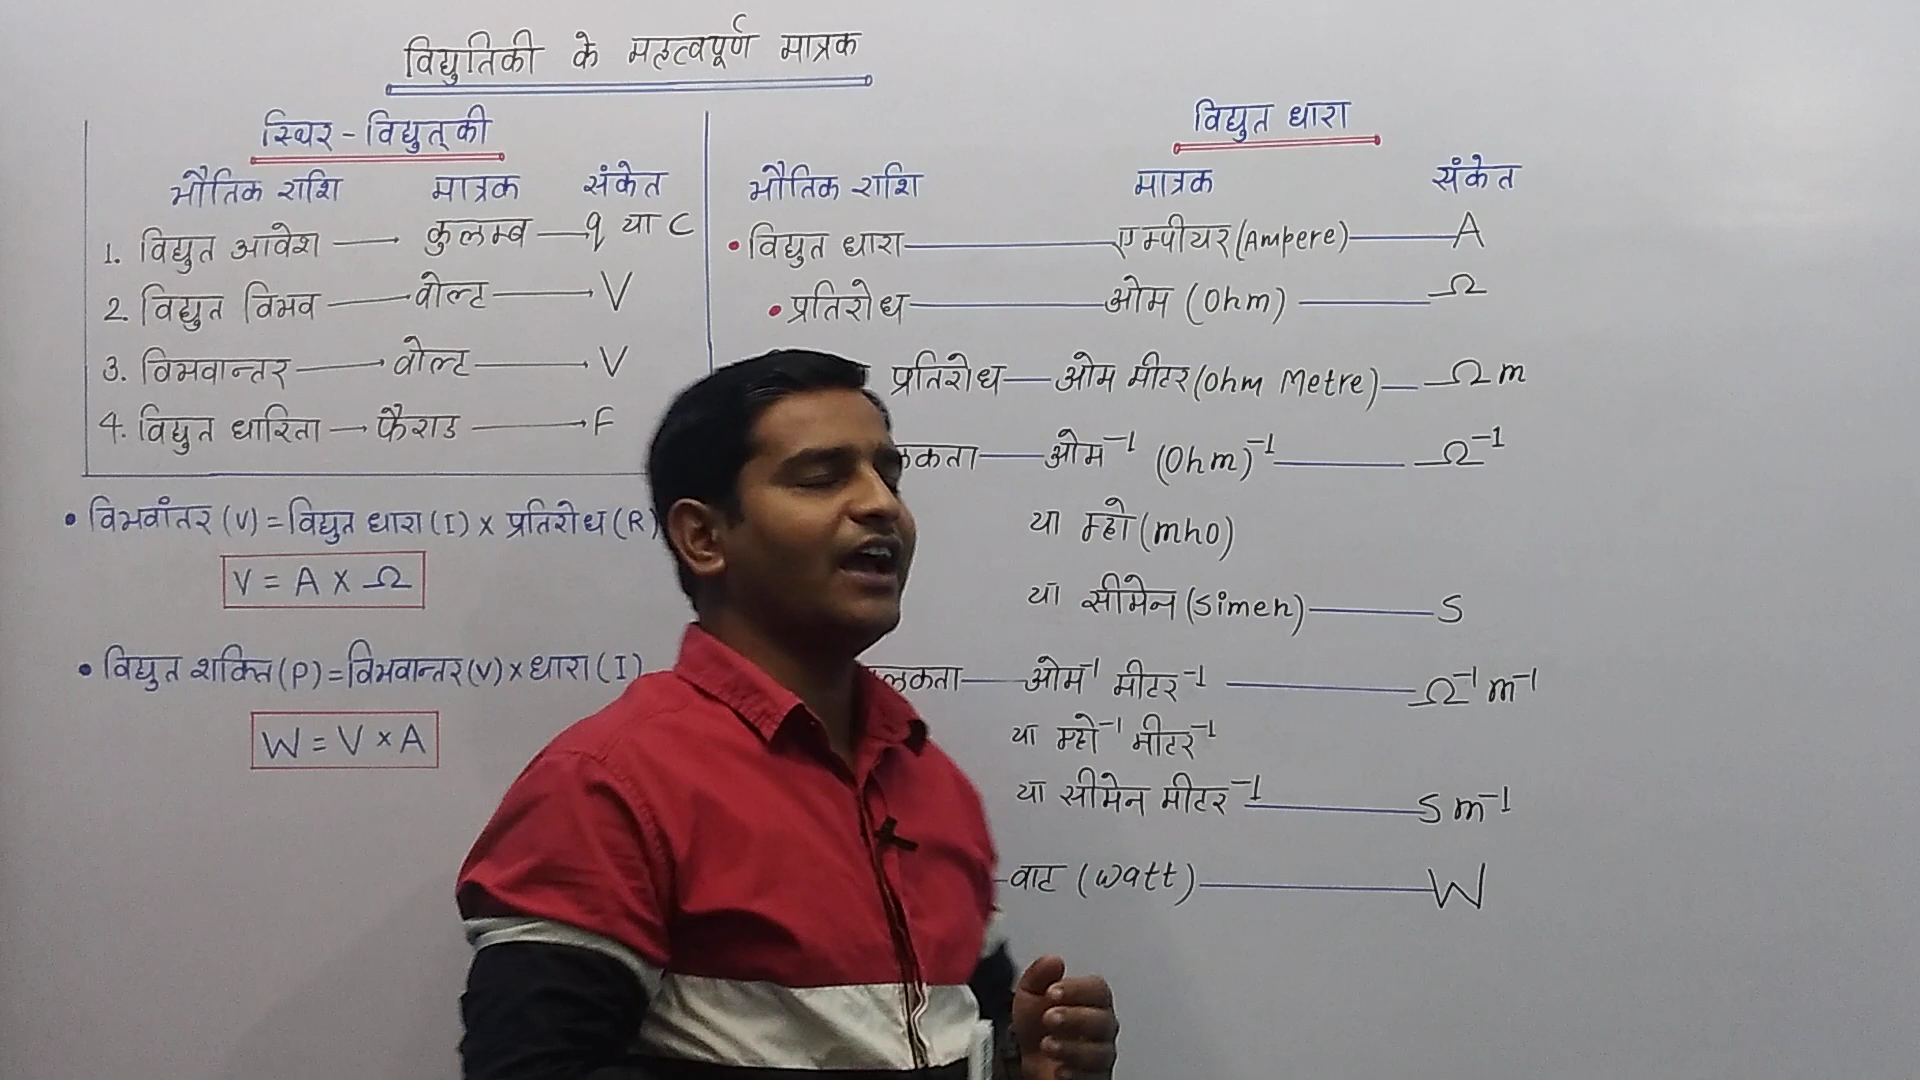 विद्युतिकी के महत्वपूर्ण मात्रक
स्थिर-विद्युत्की
भौतिक राशि मात्रक संकेत
1. विद्युत आवेश कुलम्ब q या C
2. विद्युत विभव वोल्ट V
3. विभवान्तर वोल्ट V
4. विद्युत धारिता फैराड F
• विभवांतर (V) = विद्युत धारा (I) × प्रतिरोध (R)
V = A × Ω
• विद्युत शक्ति (P) = विभवान्तर (V) × धारा (I)
W = V × A
विद्युत धारा
भौतिक राशि मात्रक संकेत
• विद्युत धारा एम्पीयर (Ampere) A
• प्रतिरोध ओम (Ohm) Ω
प्रतिरोध ओम मीटर (Ohm Metre) Ω m
ओम⁻¹ (Ohm)⁻¹ Ω⁻¹
या म्हो (mho)
या सीमेन (Simen) S
ओम⁻¹ मीटर⁻¹ Ω⁻¹ m⁻¹
या म्हो⁻¹ मीटर⁻¹
या सीमेन मीटर⁻¹ S m⁻¹
वाट (Watt) W